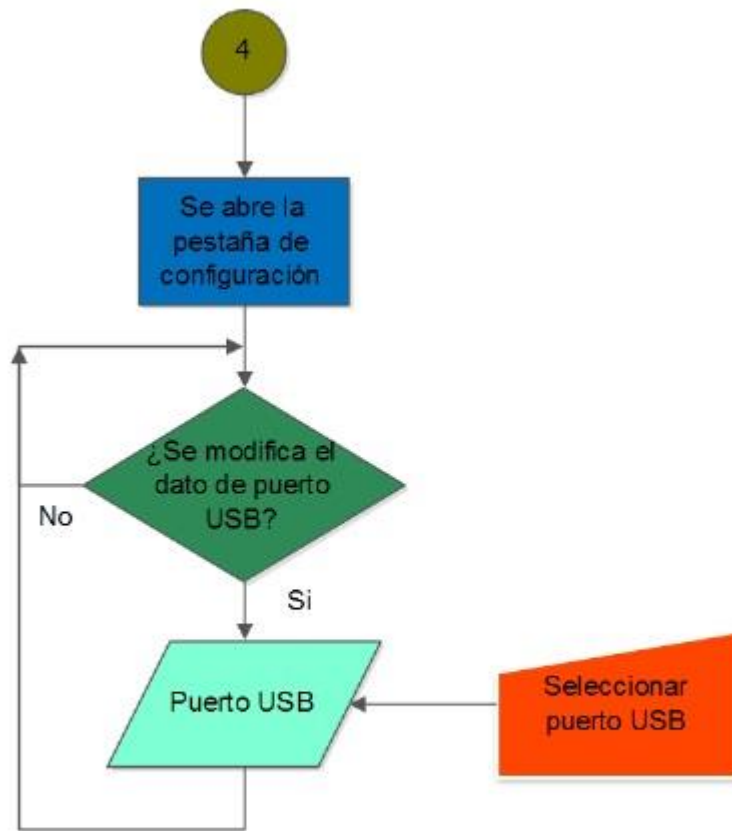 4
Se abre la
pestaña de
configuración
¿Se modifica el
dato de puerto
USB?
No
Si
Puerto USB
Seleccionar
puerto USB